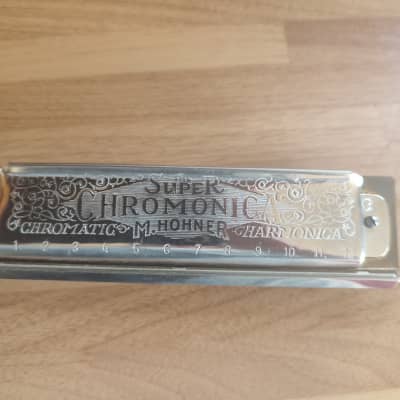 SUPER
CHROMONICA
CHROMATIC M. HOHNER HARMONICA
1 2 3 4 5 6 7 8 9 10 11 12